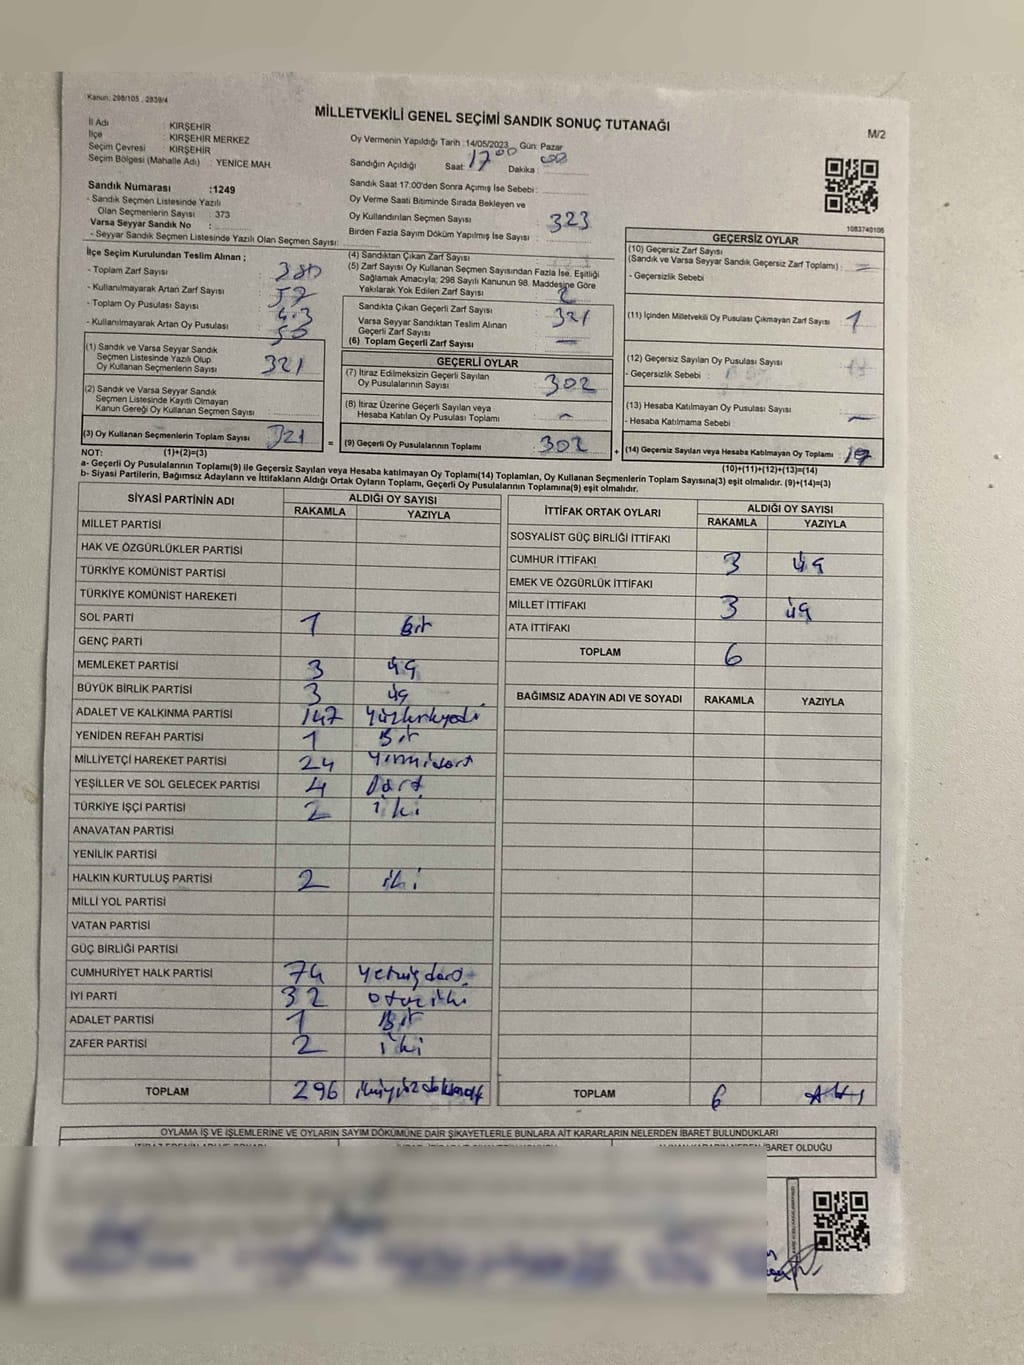 Kanun: 298/105 , 2839/4
MİLLETVEKİLİ GENEL SEÇİMİ SANDIK SONUÇ TUTANAĞI
M/2
İl Adı : KIRŞEHİR
İlçe : KIRŞEHİR MERKEZ
Seçim Çevresi : KIRŞEHİR
Seçim Bölgesi (Mahalle Adı) : YENİCE MAH.
Oy Vermenin Yapıldığı Tarih :14/05/2023 Gün: Pazar
Sandığın Açıldığı Saat: 17 00 Dakika : 00
Sandık Numarası :1249
- Sandık Seçmen Listesinde Yazılı
Olan Seçmenlerin Sayısı : 373
Varsa Seyyar Sandık No :
- Seyyar Sandık Seçmen Listesinde Yazılı Olan Seçmen Sayısı:
Sandık Saat 17:00'den Sonra Açımış İse Sebebi :
Oy Verme Saati Bitiminde Sırada Bekleyen ve
Oy Kullandırılan Seçmen Sayısı : 323
Birden Fazla Sayım Döküm Yapılmış İse Sayısı :
1083740106
İlçe Seçim Kurulundan Teslim Alınan ;
- Toplam Zarf Sayısı : 380
- Kullanılmayarak Artan Zarf Sayısı : 57
- Toplam Oy Pusulası Sayısı :
- Kullanılmayarak Artan Oy Pusulası : 50
(1) Sandık ve Varsa Seyyar Sandık
Seçmen Listesinde Yazılı Olup
Oy Kullanan Seçmenlerin Sayısı : 321
(2) Sandık ve Varsa Seyyar Sandık
Seçmen Listesinde Kayıtlı Olmayan
Kanun Gereği Oy Kullanan Seçmen Sayısı :
(3) Oy Kullanan Seçmenlerin Toplam Sayısı : 321
(4) Sandıktan Çıkan Zarf Sayısı :
(5) Zarf Sayısı Oy Kullanan Seçmen Sayısından Fazla İse, Eşitliği
Sağlamak Amacıyla; 298 Sayılı Kanunun 98. Maddesine Göre
Yakılarak Yok Edilen Zarf Sayısı : 2
Sandıkta Çıkan Geçerli Zarf Sayısı : 321
Varsa Seyyar Sandıktan Teslim Alınan
Geçerli Zarf Sayısı :
(6) Toplam Geçerli Zarf Sayısı : —
GEÇERLİ OYLAR
(7) İtiraz Edilmeksizin Geçerli Sayılan
Oy Pusulalarının Sayısı : 302
(8) İtiraz Üzerine Geçerli Sayılan veya
Hesaba Katılan Oy Pusulası Toplamı : -
= (9) Geçerli Oy Pusulalarının Toplamı : 302
GEÇERSİZ OYLAR
(10) Geçersiz Zarf Sayısı
(Sandık ve Varsa Seyyar Sandık Geçersiz Zarf Toplamı) : -
- Geçersizlik Sebebi
(11) İçinden Milletvekili Oy Pusulası Çıkmayan Zarf Sayısı : 1
(12) Geçersiz Sayılan Oy Pusulası Sayısı :
- Geçersizlik Sebebi :
(13) Hesaba Katılmayan Oy Pusulası Sayısı : -
- Hesaba Katılmama Sebebi :
+ (14) Geçersiz Sayılan veya Hesaba Katılmayan Oy Toplamı : 19
NOT: (1)+(2)=(3)
(10)+(11)+(12)+(13)=(14)
a- Geçerli Oy Pusulalarının Toplamı(9) ile Geçersiz Sayılan veya Hesaba katılmayan Oy Toplamı(14) Toplamları, Oy Kullanan Seçmenlerin Toplam Sayısına(3) eşit olmalıdır. (9)+(14)=(3)
b- Siyasi Partilerin, Bağımsız Adayların ve İttifakların Aldığı Ortak Oyların Toplamı, Geçerli Oy Pusulalarının Toplamına(9) eşit olmalıdır.
SİYASİ PARTİNİN ADI ALDIĞI OY SAYISI
RAKAMLA YAZIYLA
MİLLET PARTİSİ
HAK VE ÖZGÜRLÜKLER PARTİSİ
TÜRKİYE KOMÜNİST PARTİSİ
TÜRKİYE KOMÜNİST HAREKETİ
SOL PARTİ 1 Bir
GENÇ PARTİ
MEMLEKET PARTİSİ 3 üç
BÜYÜK BİRLİK PARTİSİ 3 üç
ADALET VE KALKINMA PARTİSİ 147 yüzkırkyedi
YENİDEN REFAH PARTİSİ 1 Bir
MİLLİYETÇİ HAREKET PARTİSİ 24 Yirmidört
YEŞİLLER VE SOL GELECEK PARTİSİ 4 Dört
TÜRKİYE İŞÇİ PARTİSİ 2 iki
ANAVATAN PARTİSİ
YENİLİK PARTİSİ
HALKIN KURTULUŞ PARTİSİ 2 iki
MİLLİ YOL PARTİSİ
VATAN PARTİSİ
GÜÇ BİRLİĞİ PARTİSİ
CUMHURİYET HALK PARTİSİ 74 Yetmişdört
İYİ PARTİ 32 otuziki
ADALET PARTİSİ 1 Bir
ZAFER PARTİSİ 2 iki
TOPLAM 296 ikiyüzdoksanaltı
İTTİFAK ORTAK OYLARI ALDIĞI OY SAYISI
RAKAMLA YAZIYLA
SOSYALİST GÜÇ BİRLİĞİ İTTİFAKI
CUMHUR İTTİFAKI 3 üç
EMEK VE ÖZGÜRLÜK İTTİFAKI
MİLLET İTTİFAKI 3 üç
ATA İTTİFAKI
TOPLAM 6
BAĞIMSIZ ADAYIN ADI VE SOYADI RAKAMLA YAZIYLA
TOPLAM 6 Altı
OYLAMA İŞ VE İŞLEMLERİNE VE OYLARIN SAYIM DÖKÜMÜNE DAİR ŞİKAYETLERLE BUNLARA AİT KARARLARIN NELERDEN İBARET BULUNDUKLARI
İBARET OLDUĞU